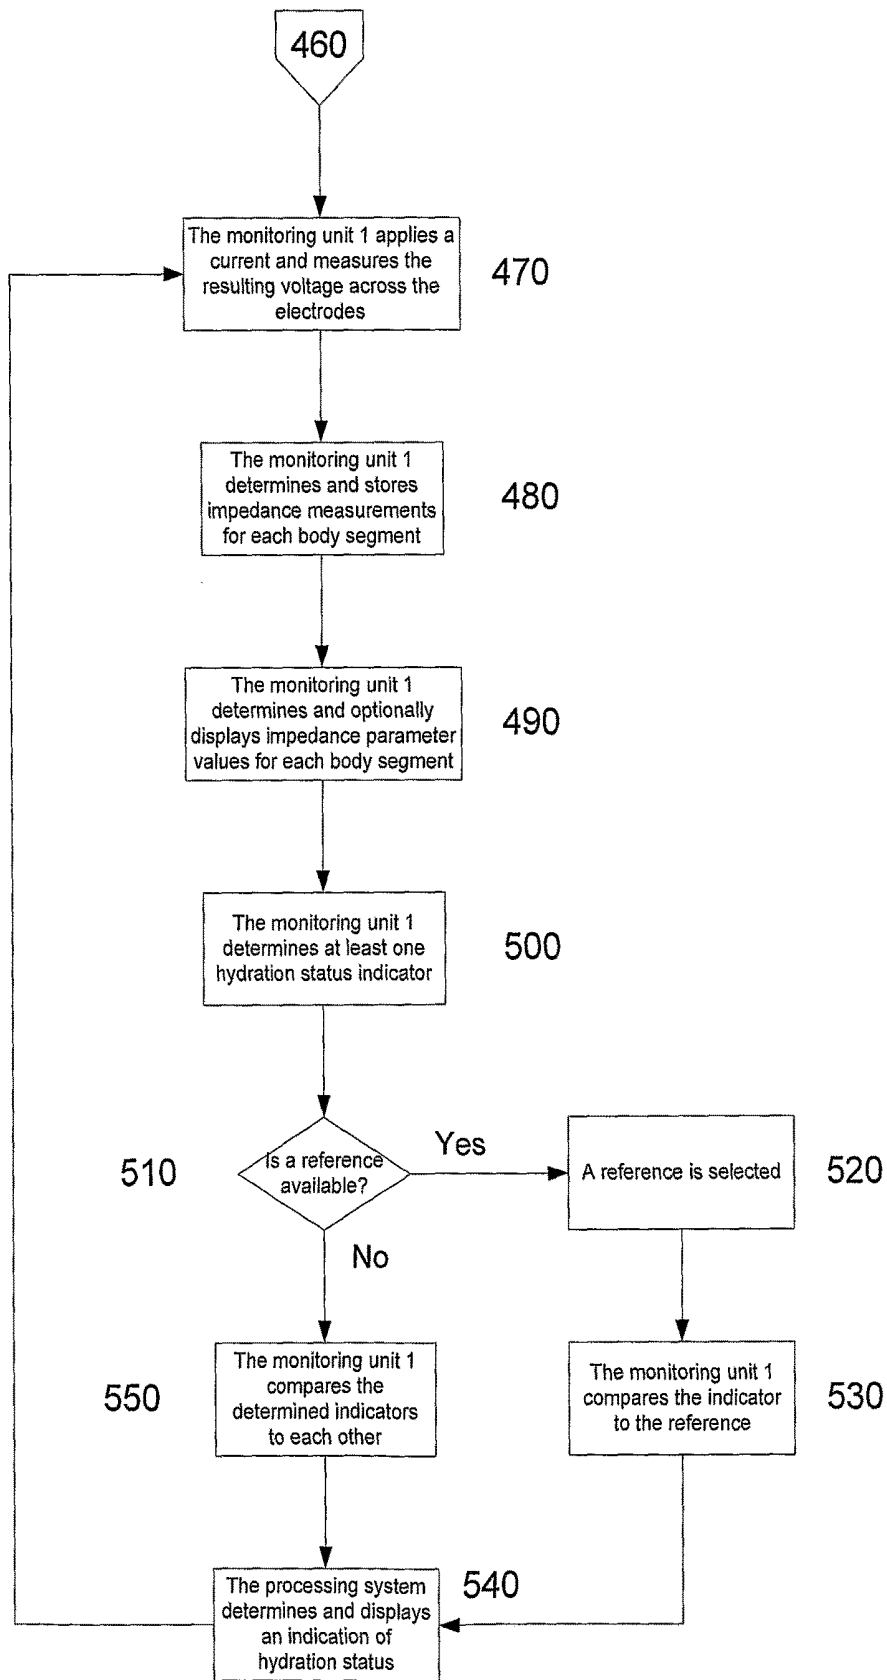 460
The monitoring unit 1 applies a
current and measures the
resulting voltage across the
electrodes
470
The monitoring unit 1
determines and stores
impedance measurements
for each body segment
480
The monitoring unit 1
determines and optionally
displays impedance parameter
values for each body segment
490
The monitoring unit 1
determines at least one
hydration status indicator
500
510
Is a reference
available?
Yes
No
A reference is selected
520
550
The monitoring unit 1
compares the
determined indicators
to each other
The monitoring unit 1
compares the indicator
to the reference
530
The processing system
determines and displays
an indication of
hydration status
540